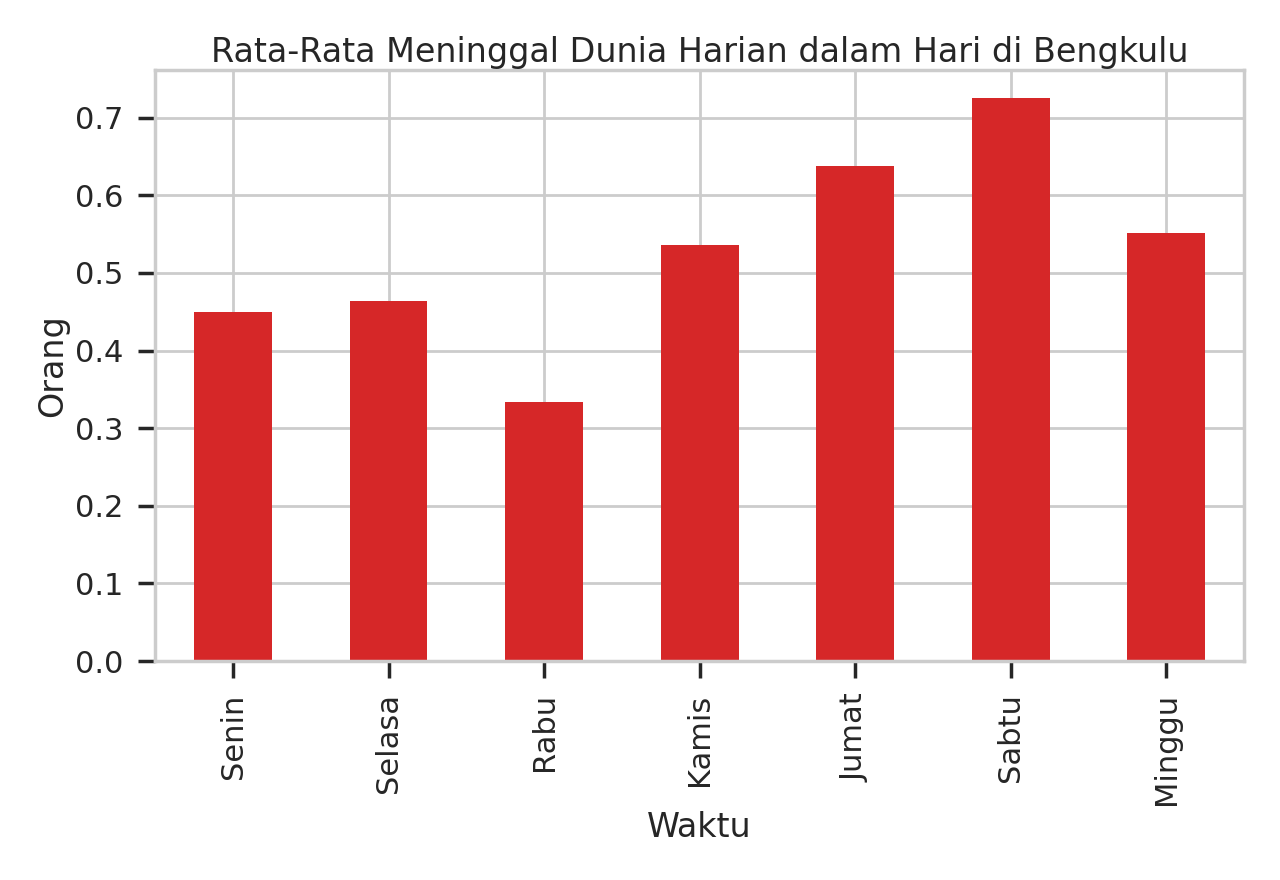 Rata-Rata Meninggal Dunia Harian dalam Hari di Bengkulu
0.7
0.6
0.5
0.4
0.3
0.2
0.1
0.0
Orang
Senin
Selasa
Rabu
Kamis
Jumat
Sabtu
Minggu
Waktu